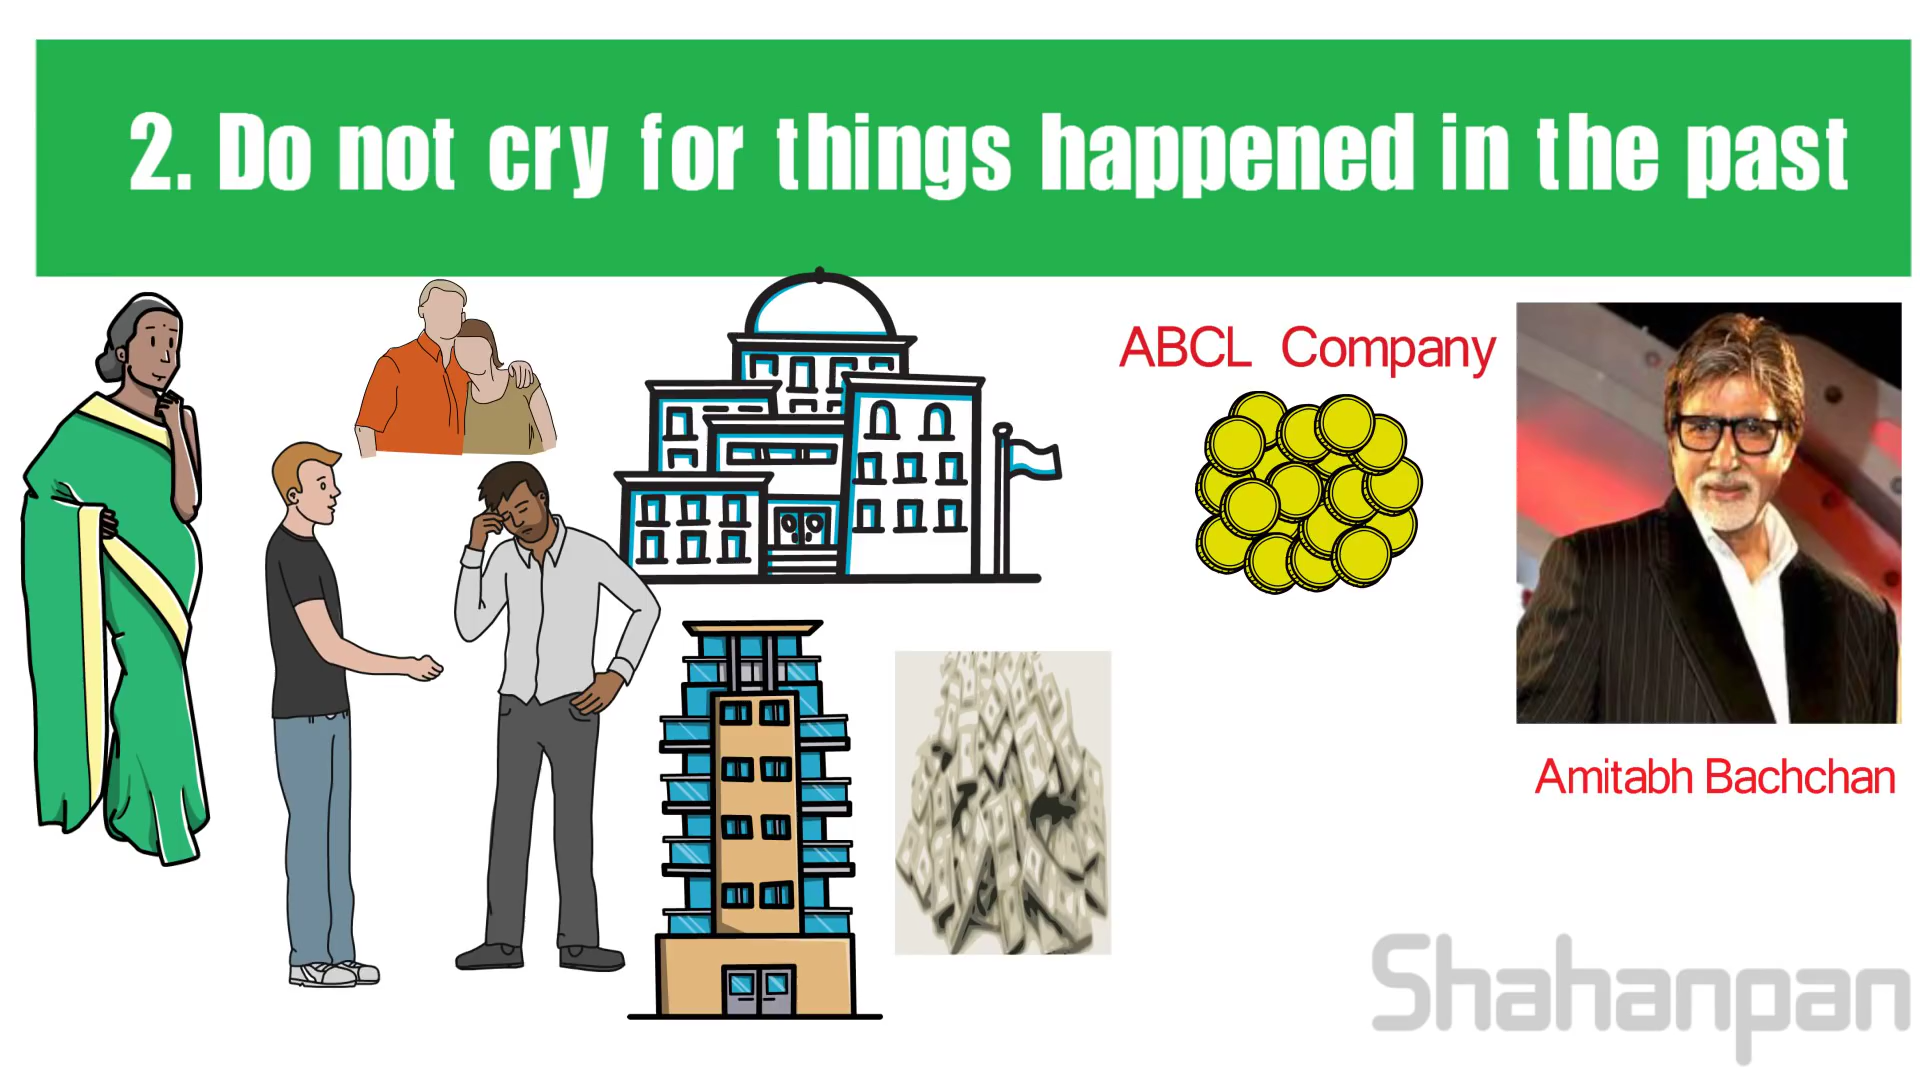 2. Do not cry for things happened in the past
ABCL Company
Amitabh Bachchan
Shahanpan